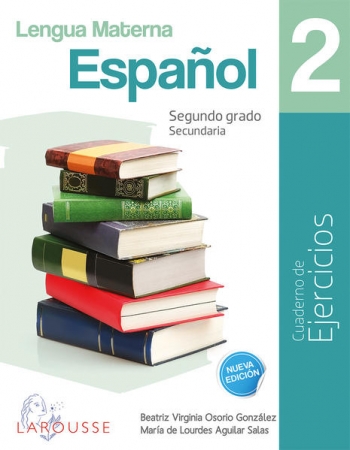 Lengua Materna
Español
2
Segundo grado
Secundaria
Cuaderno de
Ejercicios
NUEVA
EDICIÓN
Beatriz Virginia Osorio González
María de Lourdes Aguilar Salas
LAROUSSE